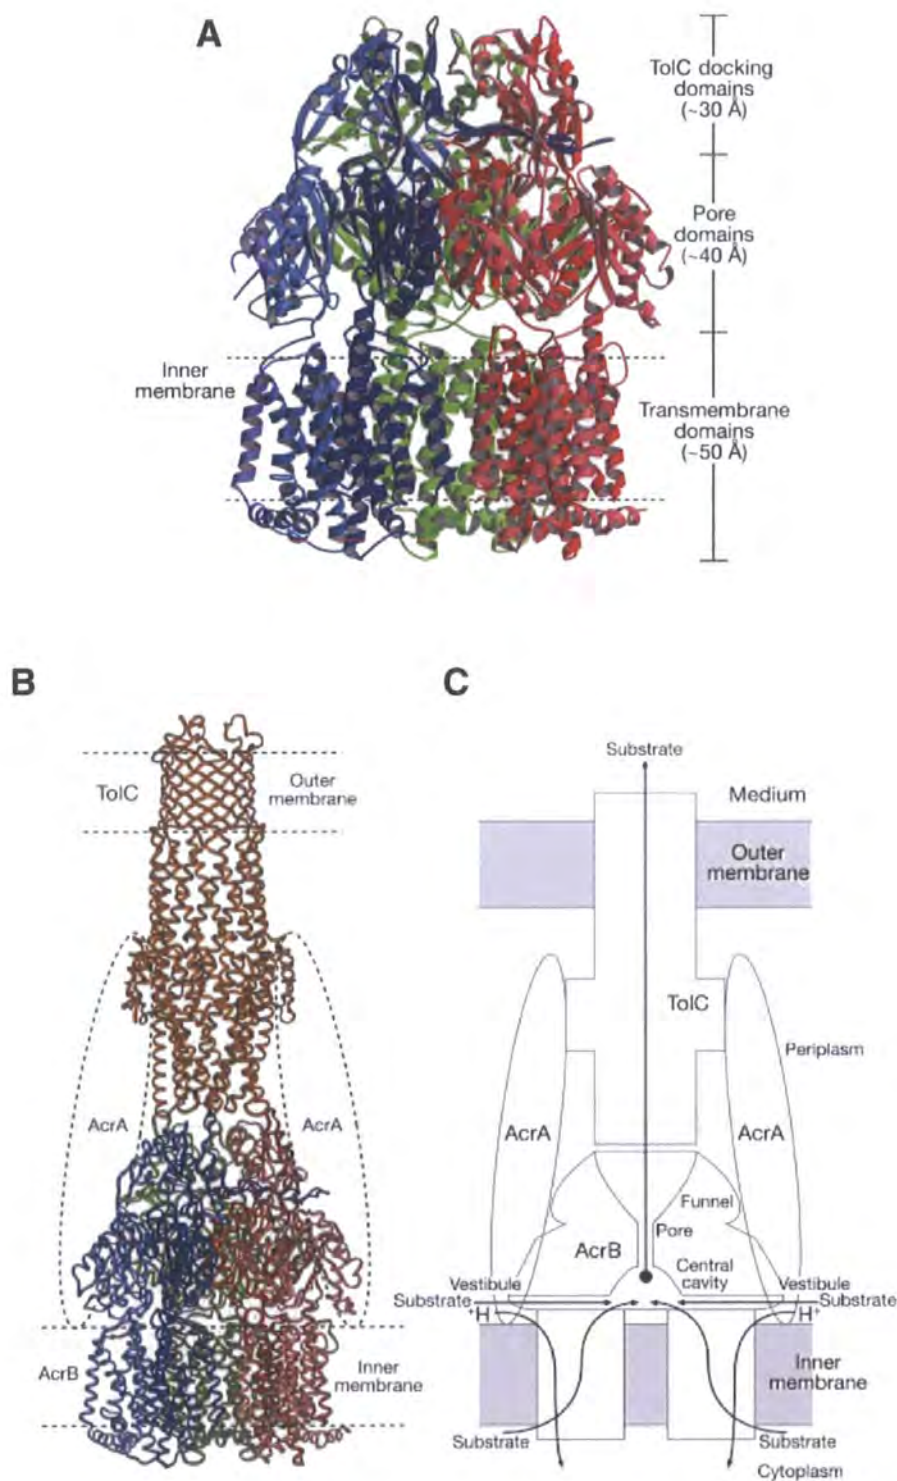 A
TolC docking
domains
(~30 Å)
Pore
domains
(~40 Å)
Inner
membrane
Transmembrane
domains
(~50 Å)
B
TolC
Outer
membrane
AcrA
AcrA
AcrB
Inner
membrane
C
Substrate
Medium
Outer
membrane
TolC
Periplasm
AcrA
AcrA
Funnel
Pore
AcrB
Central
cavity
Vestibule
Vestibule
Substrate
Substrate
H
H
Inner
membrane
Substrate
Substrate
Cytoplasm